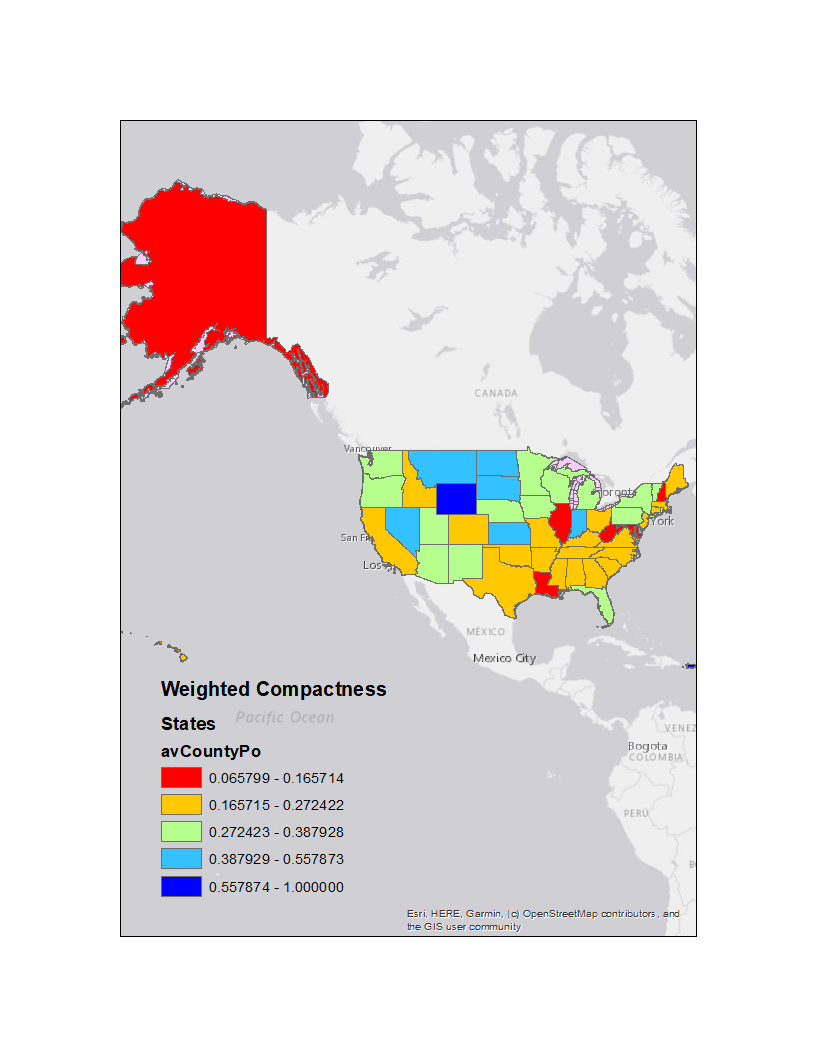 CANADA
Vancouver
Toronto
York
San Fr
Los
MÉXICO
Mexico City
Weighted Compactness
States
Pacific Ocean
avCountyPo
0.065799 - 0.165714
0.165715 - 0.272422
0.272423 - 0.387928
0.387929 - 0.557873
0.557874 - 1.000000
VENEZ
Bogota
COLOMBIA
PERÚ
B
Esri, HERE, Garmin, (c) OpenStreetMap contributors, and
the GIS user community